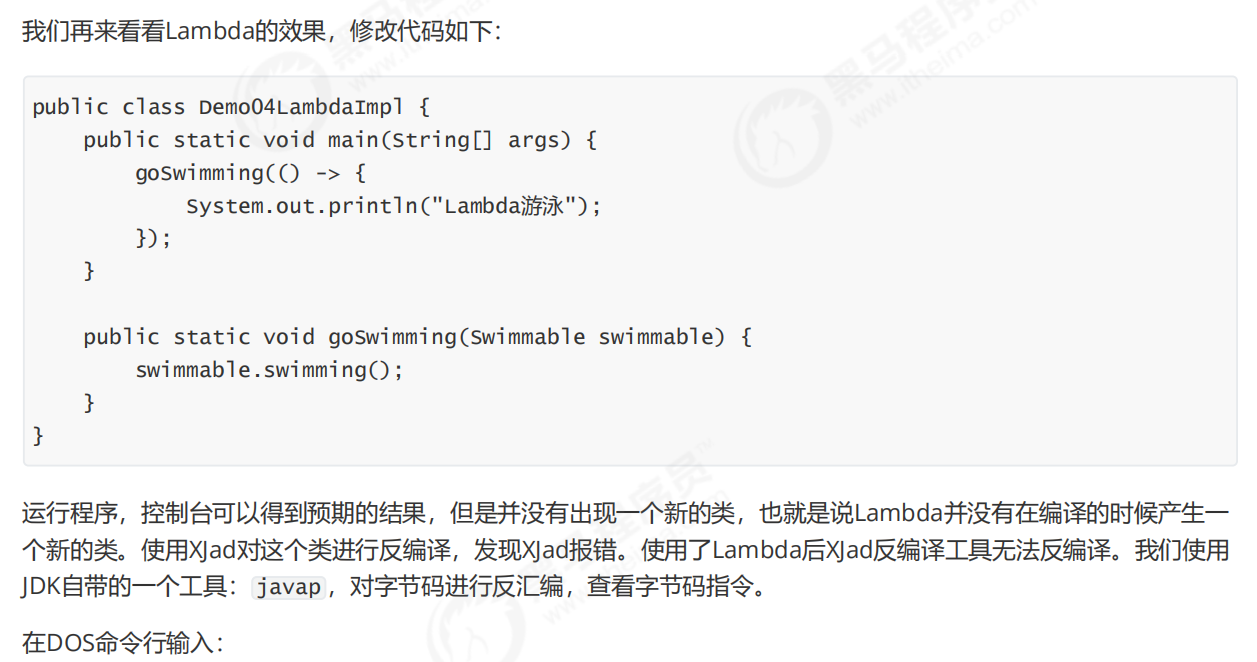 我们再来看看Lambda的效果，修改代码如下：
public class Demo04LambdaImpl {
    public static void main(String[] args) {
        goSwimming(() -> {
            System.out.println("Lambda游泳");
        });
    }

    public static void goSwimming(Swimmable swimmable) {
        swimmable.swimming();
    }
}
运行程序，控制台可以得到预期的结果，但是并没有出现一个新的类，也就是说Lambda并没有在编译的时候产生一
个新的类。使用XJad对这个类进行反编译，发现XJad报错。使用了Lambda后XJad反编译工具无法反编译。我们使用
JDK自带的一个工具：javap，对字节码进行反汇编，查看字节码指令。
在DOS命令行输入：
黑马程序员
www.itheima.com